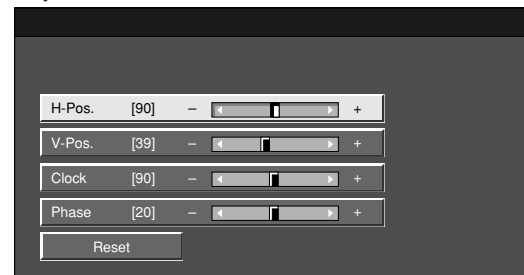 H-Pos. [90] – +
V-Pos. [39] – +
Clock [90] – +
Phase [20] – +
Reset